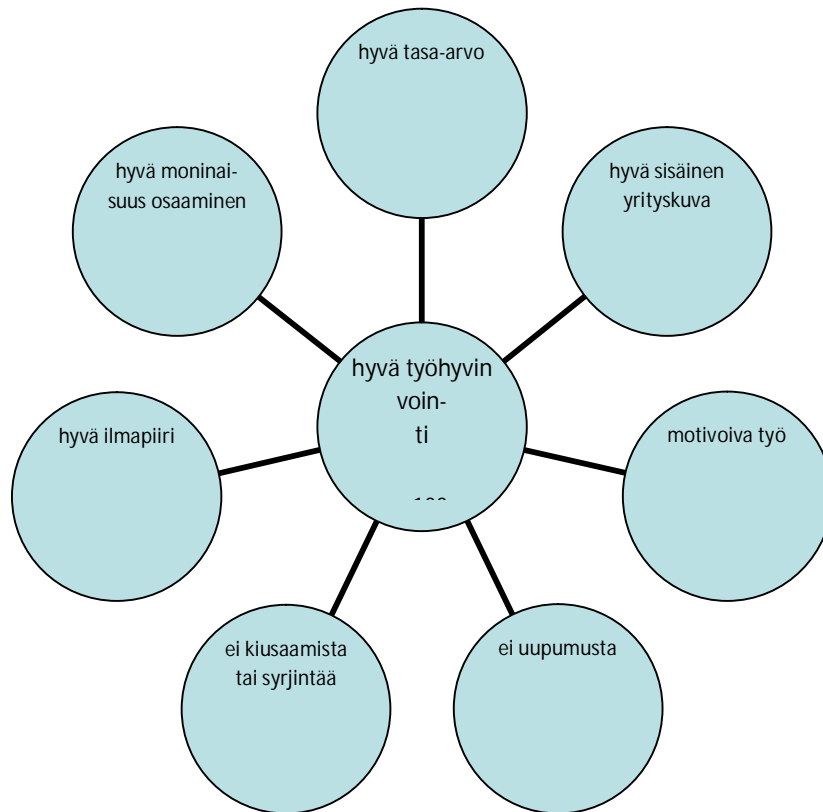 hyvä tasa-arvo
hyvä moninai-
suus osaaminen
hyvä sisäinen
yrityskuva
hyvä työhyvin
voin-
ti
hyvä ilmapiiri
motivoiva työ
ei kiusaamista
tai syrjintää
ei uupumusta